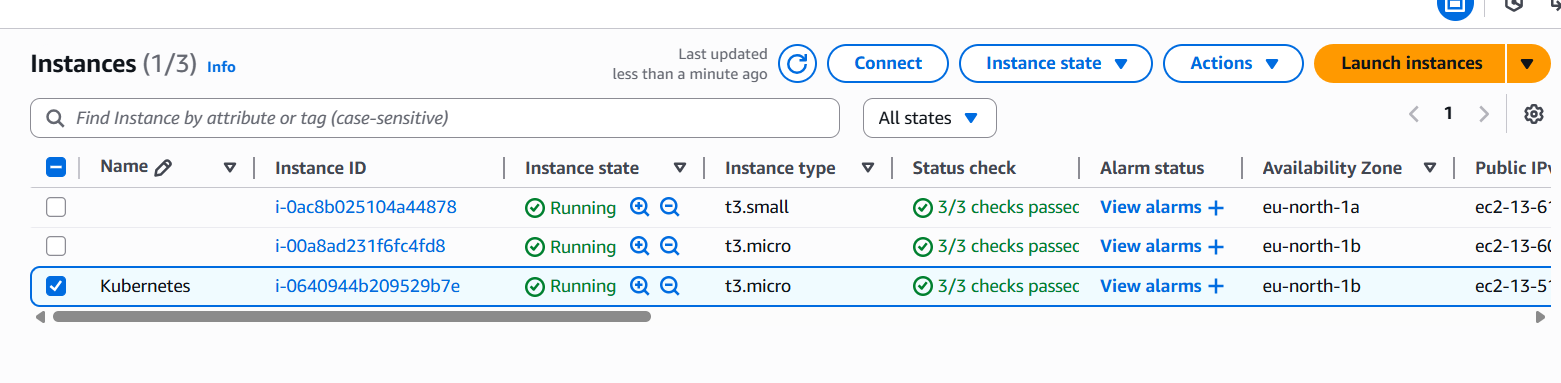 Instances (1/3) Info
Last updated
less than a minute ago
Connect
Instance state
Actions
Launch instances
Find Instance by attribute or tag (case-sensitive)
All states
1
Name Instance ID Instance state Instance type Status check Alarm status Availability Zone Public IPv
i-0ac8b025104a44878 Running t3.small 3/3 checks passec View alarms + eu-north-1a ec2-13-61
i-00a8ad231f6fc4fd8 Running t3.micro 3/3 checks passec View alarms + eu-north-1b ec2-13-60
Kubernetes i-0640944b209529b7e Running t3.micro 3/3 checks passec View alarms + eu-north-1b ec2-13-51